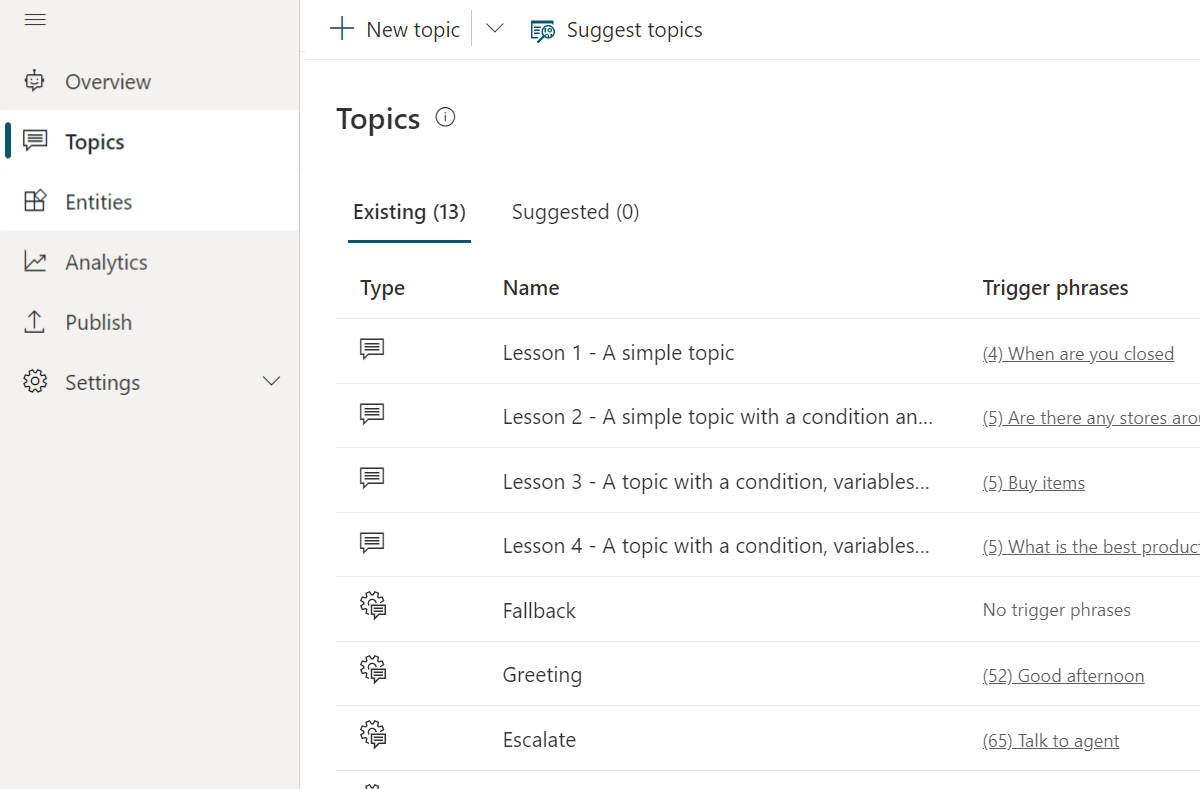 New topic
Suggest topics
Overview
Topics
Entities
Analytics
Publish
Settings
Topics
Existing (13) Suggested (0)
Type Name Trigger phrases
Lesson 1 - A simple topic (4) When are you closed
Lesson 2 - A simple topic with a condition an... (5) Are there any stores
Lesson 3 - A topic with a condition, variables... (5) Buy items
Lesson 4 - A topic with a condition, variables... (5) What is the best
Fallback No trigger phrases
Greeting (52) Good afternoon
Escalate (65) Talk to agent